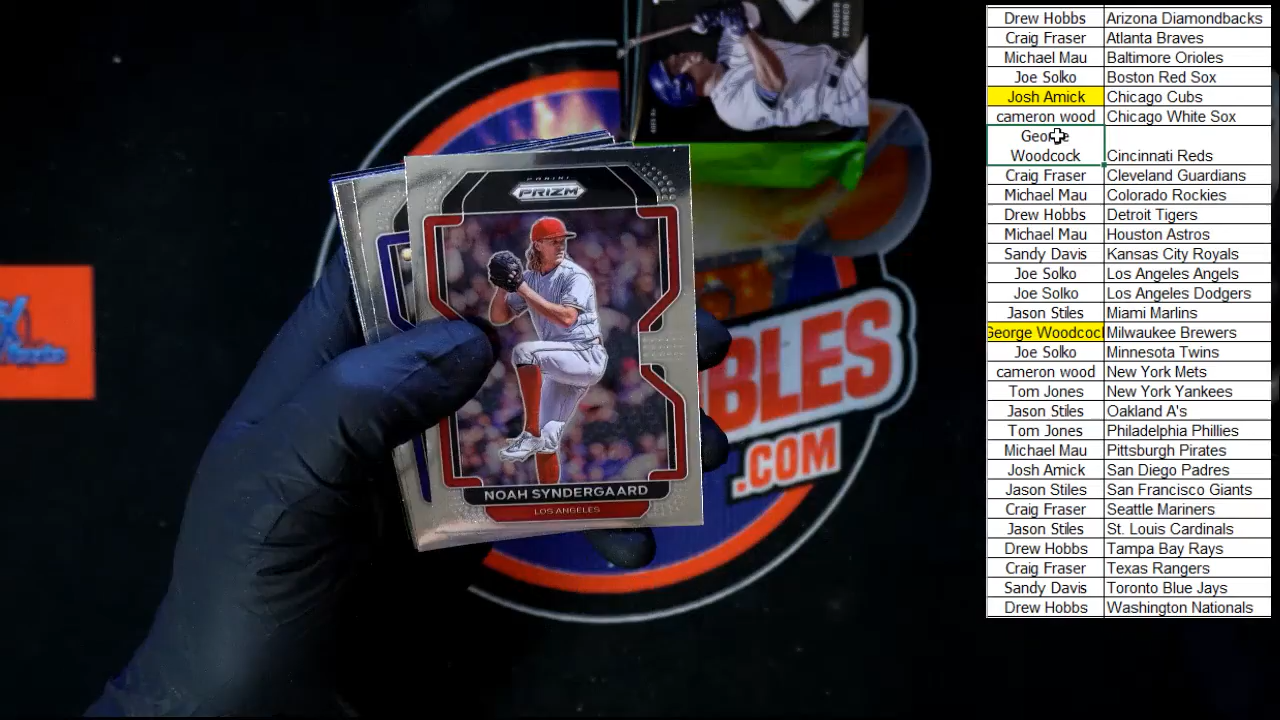 WANDER
FRANCO
PANINI
PRIZM
NOAH SYNDERGAARD
LOS ANGELES
BLES
.COM
Drew Hobbs Arizona Diamondbacks
Craig Fraser Atlanta Braves
Michael Mau Baltimore Orioles
Joe Solko Boston Red Sox
Josh Amick Chicago Cubs
cameron wood Chicago White Sox
George
Woodcock Cincinnati Reds
Craig Fraser Cleveland Guardians
Michael Mau Colorado Rockies
Drew Hobbs Detroit Tigers
Michael Mau Houston Astros
Sandy Davis Kansas City Royals
Joe Solko Los Angeles Angels
Joe Solko Los Angeles Dodgers
Jason Stiles Miami Marlins
George Woodcock Milwaukee Brewers
Joe Solko Minnesota Twins
cameron wood New York Mets
Tom Jones New York Yankees
Jason Stiles Oakland A's
Tom Jones Philadelphia Phillies
Michael Mau Pittsburgh Pirates
Josh Amick San Diego Padres
Jason Stiles San Francisco Giants
Craig Fraser Seattle Mariners
Jason Stiles St. Louis Cardinals
Drew Hobbs Tampa Bay Rays
Craig Fraser Texas Rangers
Sandy Davis Toronto Blue Jays
Drew Hobbs Washington Nationals